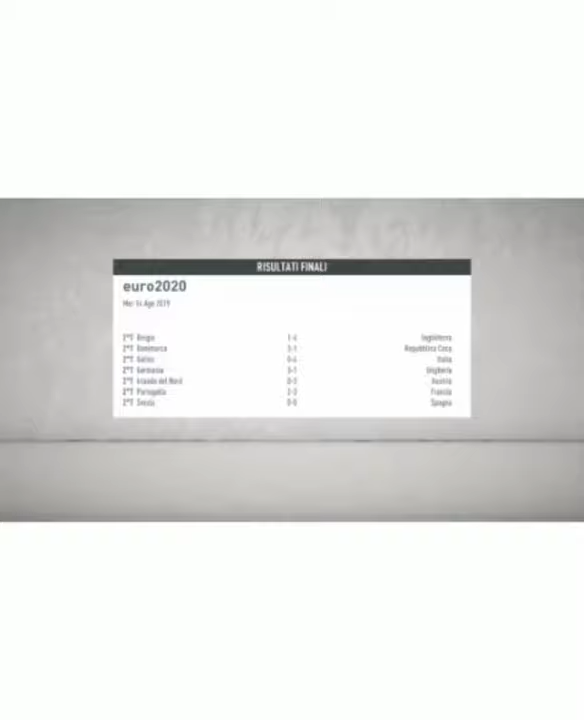 RISULTATI FINALI
euro2020
Mer 14 Ago 2019
2°T Belgio 1-4 Inghilterra
2°T Danimarca 3-1 Repubblica Ceca
2°T Galles 0-4 Italia
2°T Germania 3-1 Ungheria
2°T Irlanda del Nord 0-3 Austria
2°T Portogallo Francia
2°T Svezia 0-0 Spagna